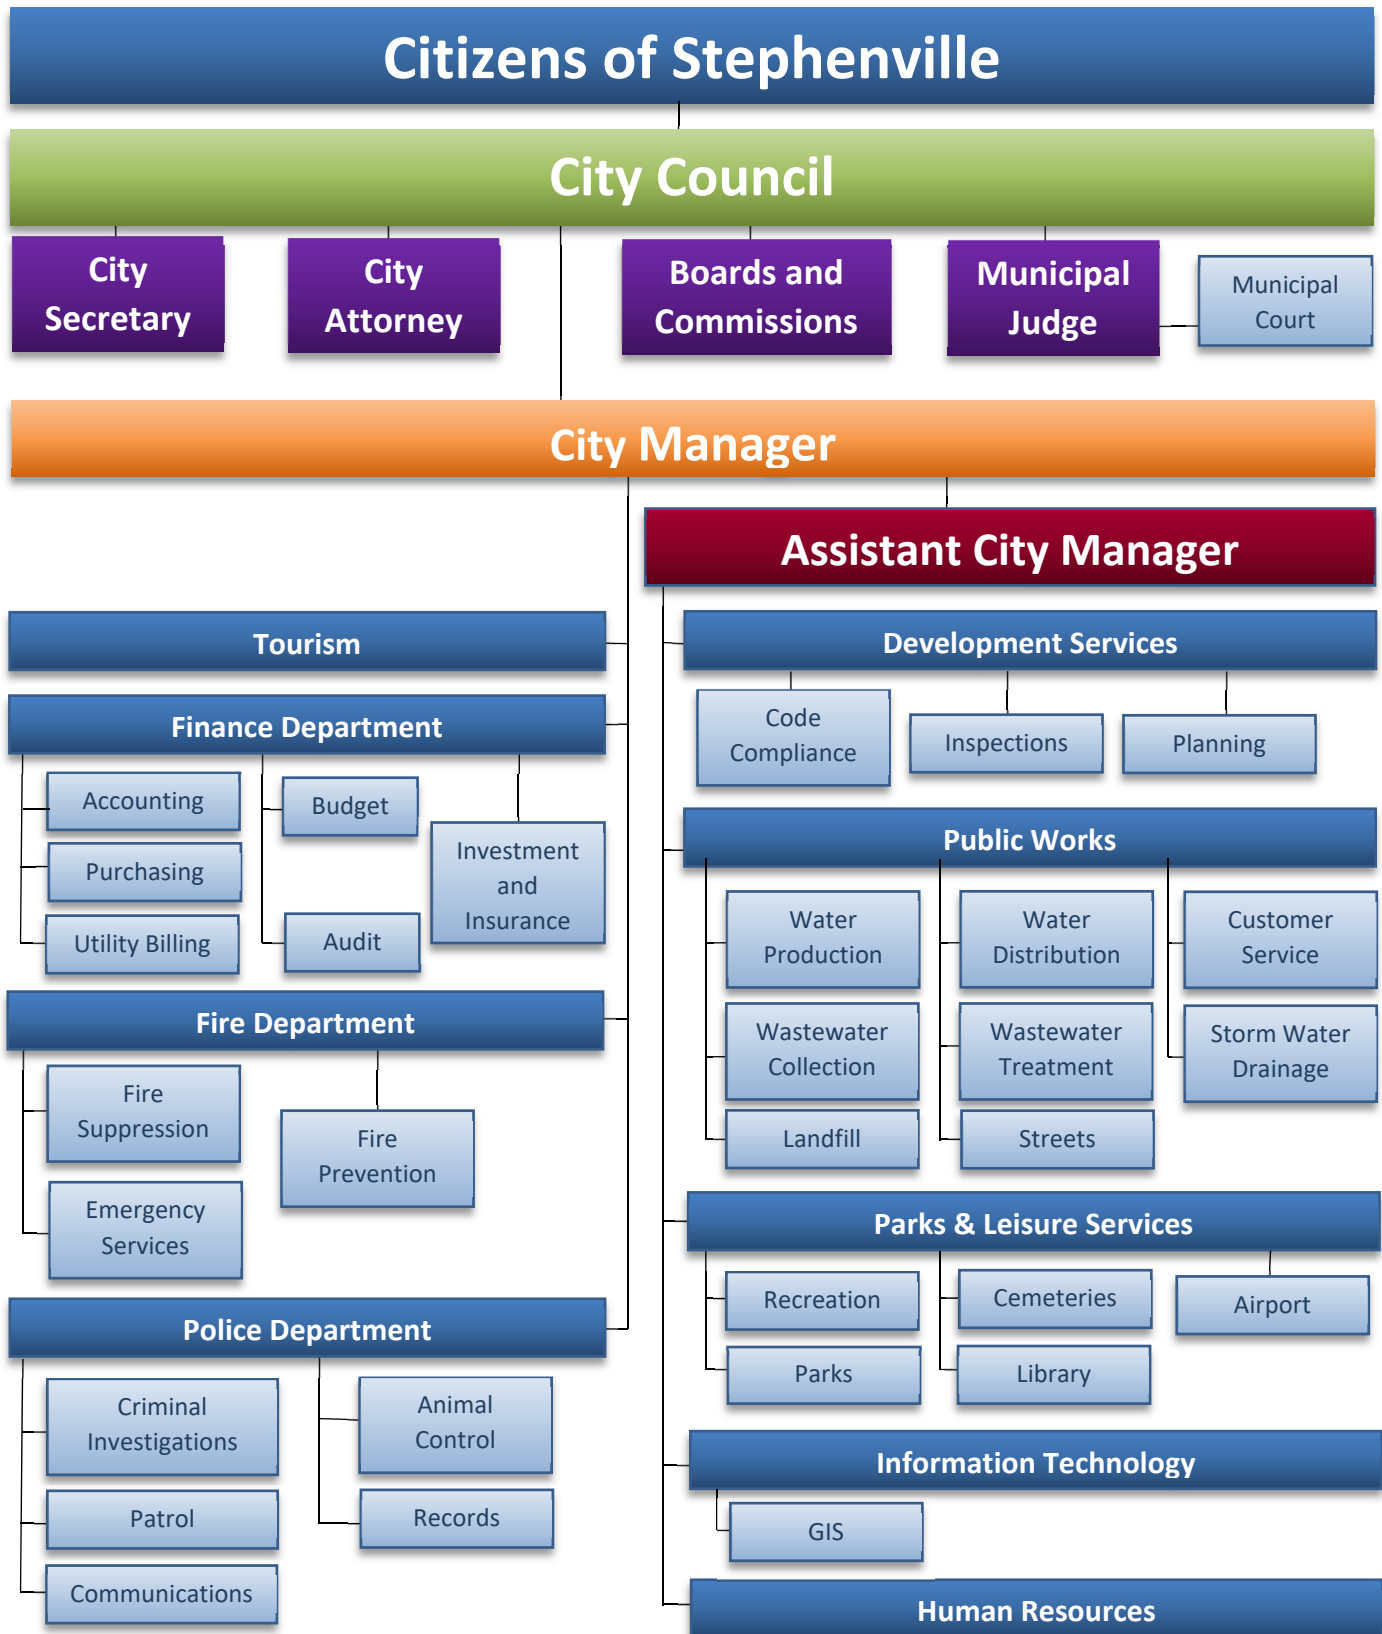 Citizens of Stephenville
City Council
City
Secretary
City
Attorney
Boards and
Commissions
Municipal
Judge
Municipal
Court
City Manager
Assistant City Manager
Tourism
Finance Department
Accounting
Purchasing
Utility Billing
Budget
Audit
Investment
and
Insurance
Fire Department
Fire
Suppression
Emergency
Services
Fire
Prevention
Police Department
Criminal
Investigations
Patrol
Communications
Animal
Control
Records
Development Services
Code
Compliance
Inspections
Planning
Public Works
Water
Production
Wastewater
Collection
Landfill
Water
Distribution
Wastewater
Treatment
Streets
Customer
Service
Storm Water
Drainage
Parks & Leisure Services
Recreation
Parks
Cemeteries
Library
Airport
Information Technology
GIS
Human Resources